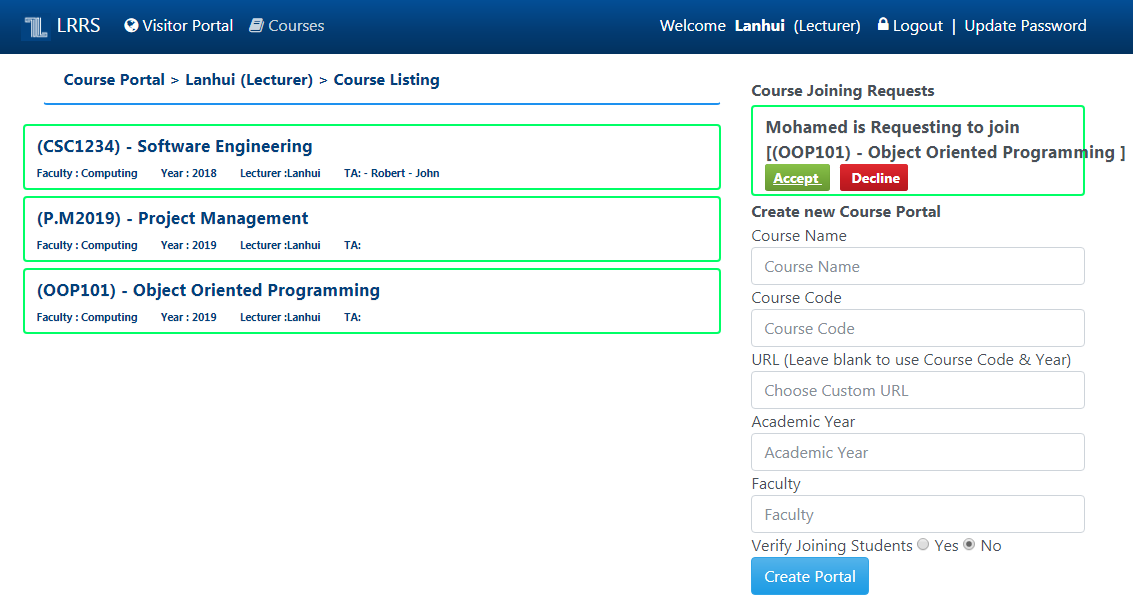 LRRS Visitor Portal Courses Welcome Lanhui (Lecturer) Logout | Update Password
Course Portal > Lanhui (Lecturer) > Course Listing
(CSC1234) - Software Engineering
Faculty : Computing Year : 2018 Lecturer :Lanhui TA: - Robert - John
(P.M2019) - Project Management
Faculty : Computing Year : 2019 Lecturer :Lanhui TA:
(OOP101) - Object Oriented Programming
Faculty : Computing Year : 2019 Lecturer :Lanhui TA:
Course Joining Requests
Mohamed is Requesting to join
[(OOP101) - Object Oriented Programming ]
Accept Decline
Create new Course Portal
Course Name
Course Name
Course Code
Course Code
URL (Leave blank to use Course Code & Year)
Choose Custom URL
Academic Year
Academic Year
Faculty
Faculty
Verify Joining Students Yes No
Create Portal